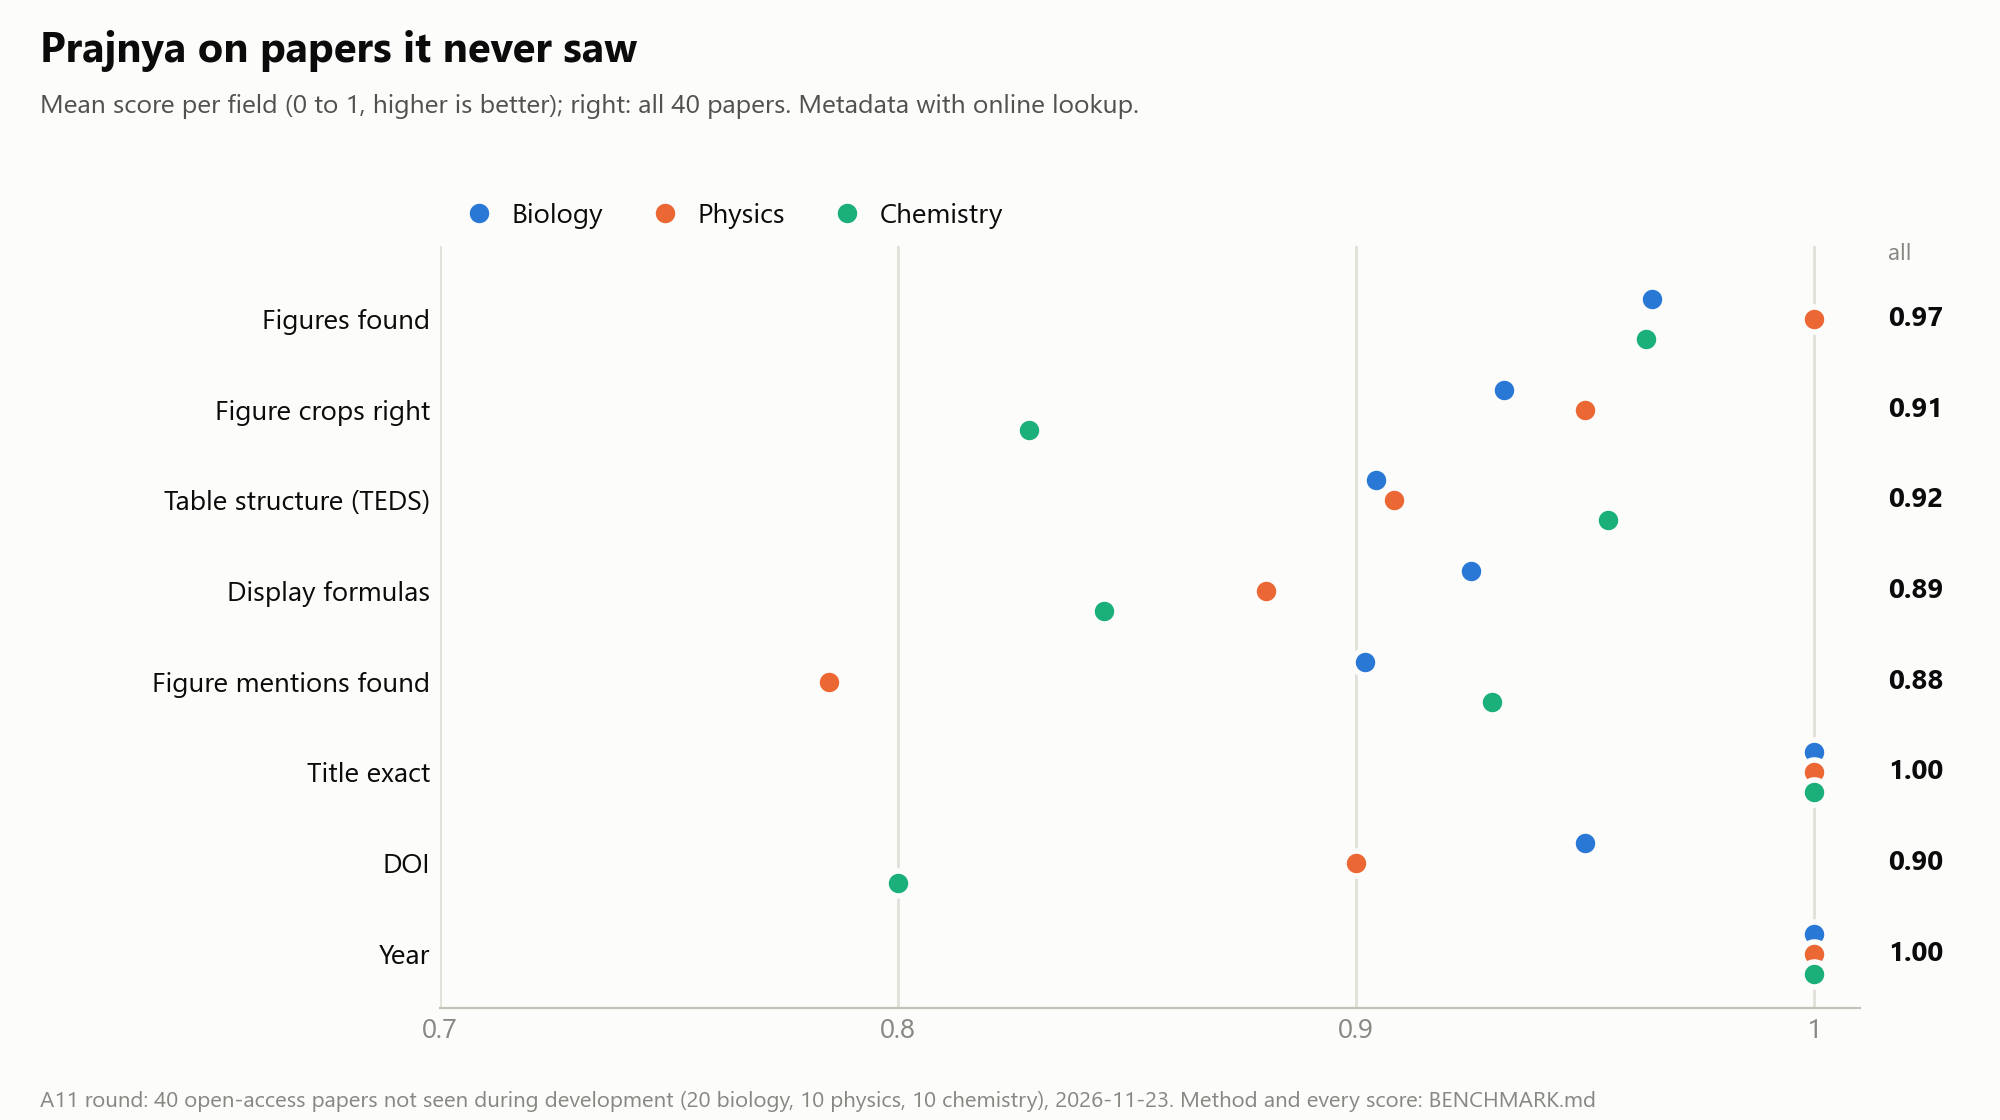 Prajnya on papers it never saw
Mean score per field (0 to 1, higher is better); right: all 40 papers. Metadata with online lookup.
Biology Physics Chemistry
all
Figures found 0.97
Figure crops right 0.91
Table structure (TEDS) 0.92
Display formulas 0.89
Figure mentions found 0.88
Title exact 1.00
DOI 0.90
Year 1.00
0.7 0.8 0.9 1
A11 round: 40 open-access papers not seen during development (20 biology, 10 physics, 10 chemistry), 2026-11-23. Method and every score: BENCHMARK.md